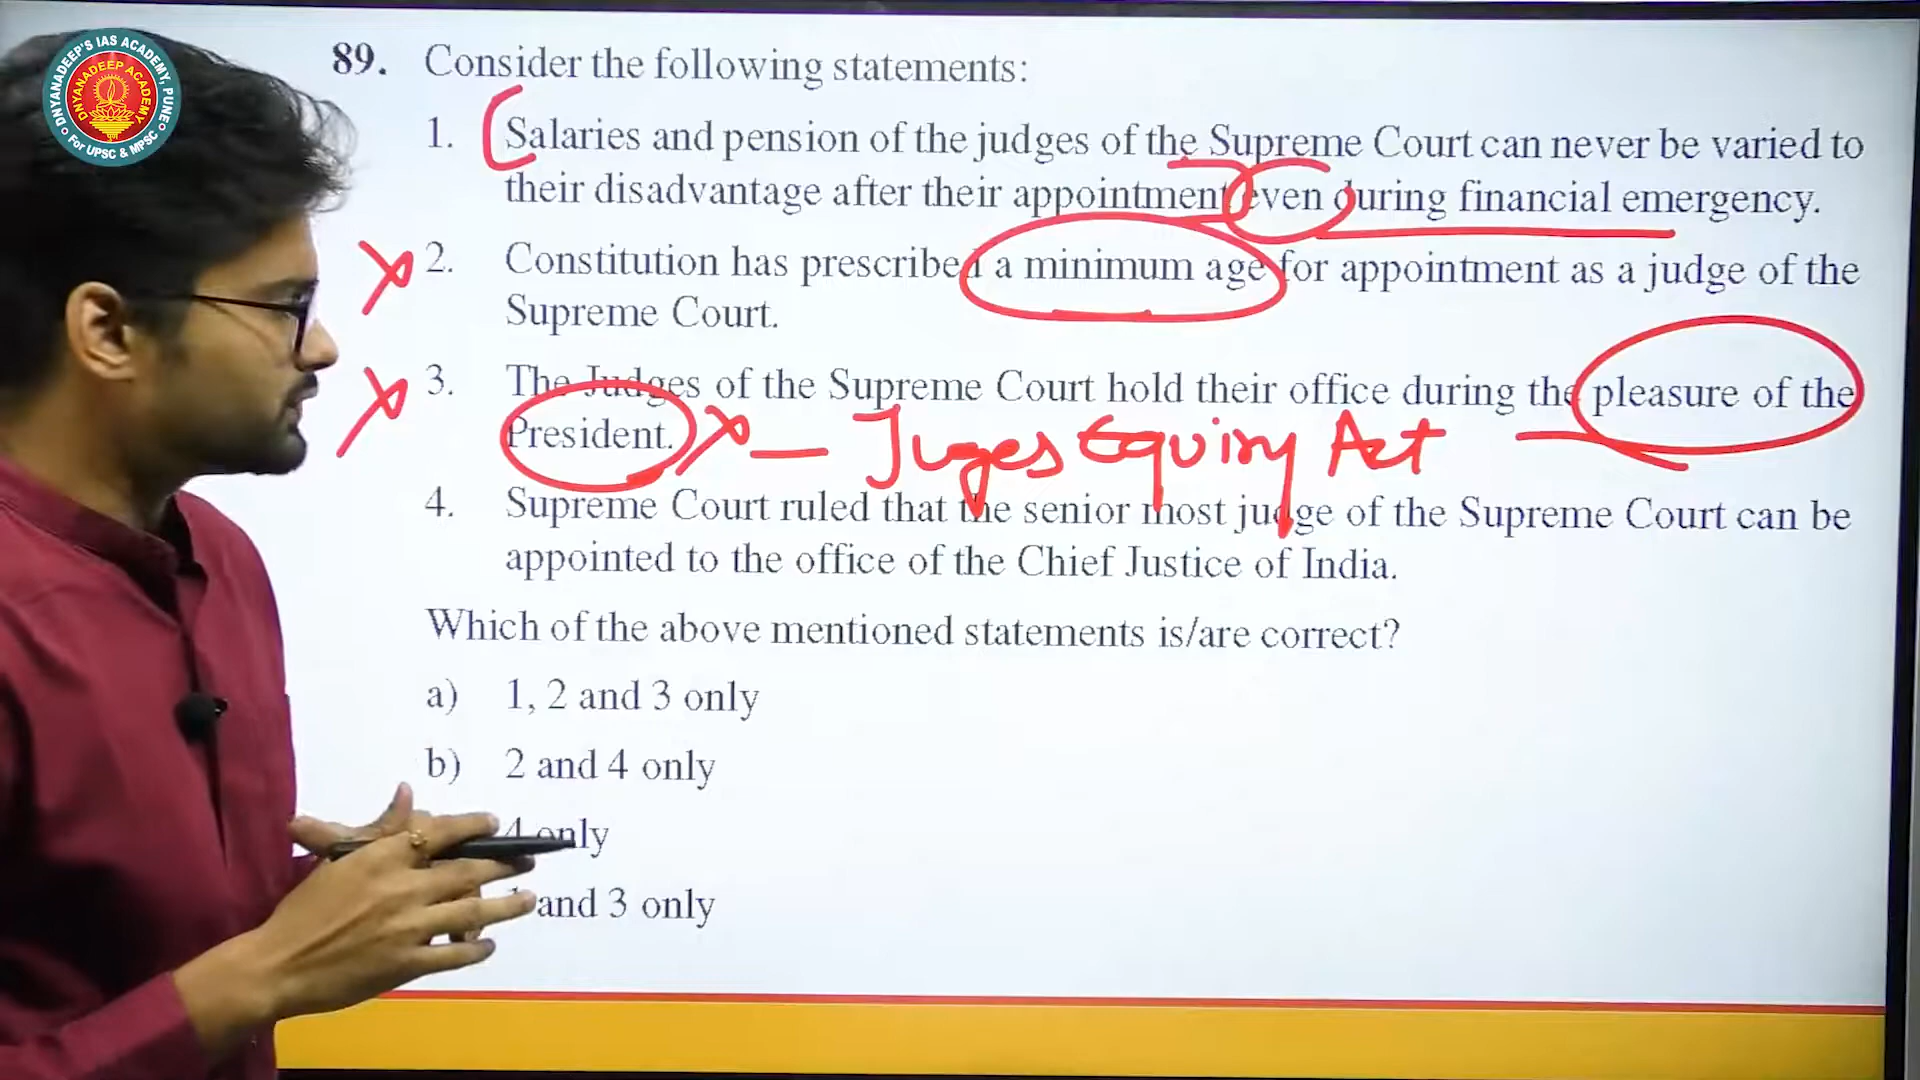 DNYANADEEP'S IAS ACADEMY, PUNE
DNYANADEEP ACADEMY
For UPSC & MPSC
89. Consider the following statements:
1. Salaries and pension of the judges of the Supreme Court can never be varied to
their disadvantage after their appointment even during financial emergency.
2. Constitution has prescribed a minimum age for appointment as a judge of the
Supreme Court.
3. The Judges of the Supreme Court hold their office during the pleasure of the
President. — Juges Equiry Act
4. Supreme Court ruled that the senior most judge of the Supreme Court can be
appointed to the office of the Chief Justice of India.
Which of the above mentioned statements is/are correct?
a) 1, 2 and 3 only
b) 2 and 4 only
4 only
and 3 only